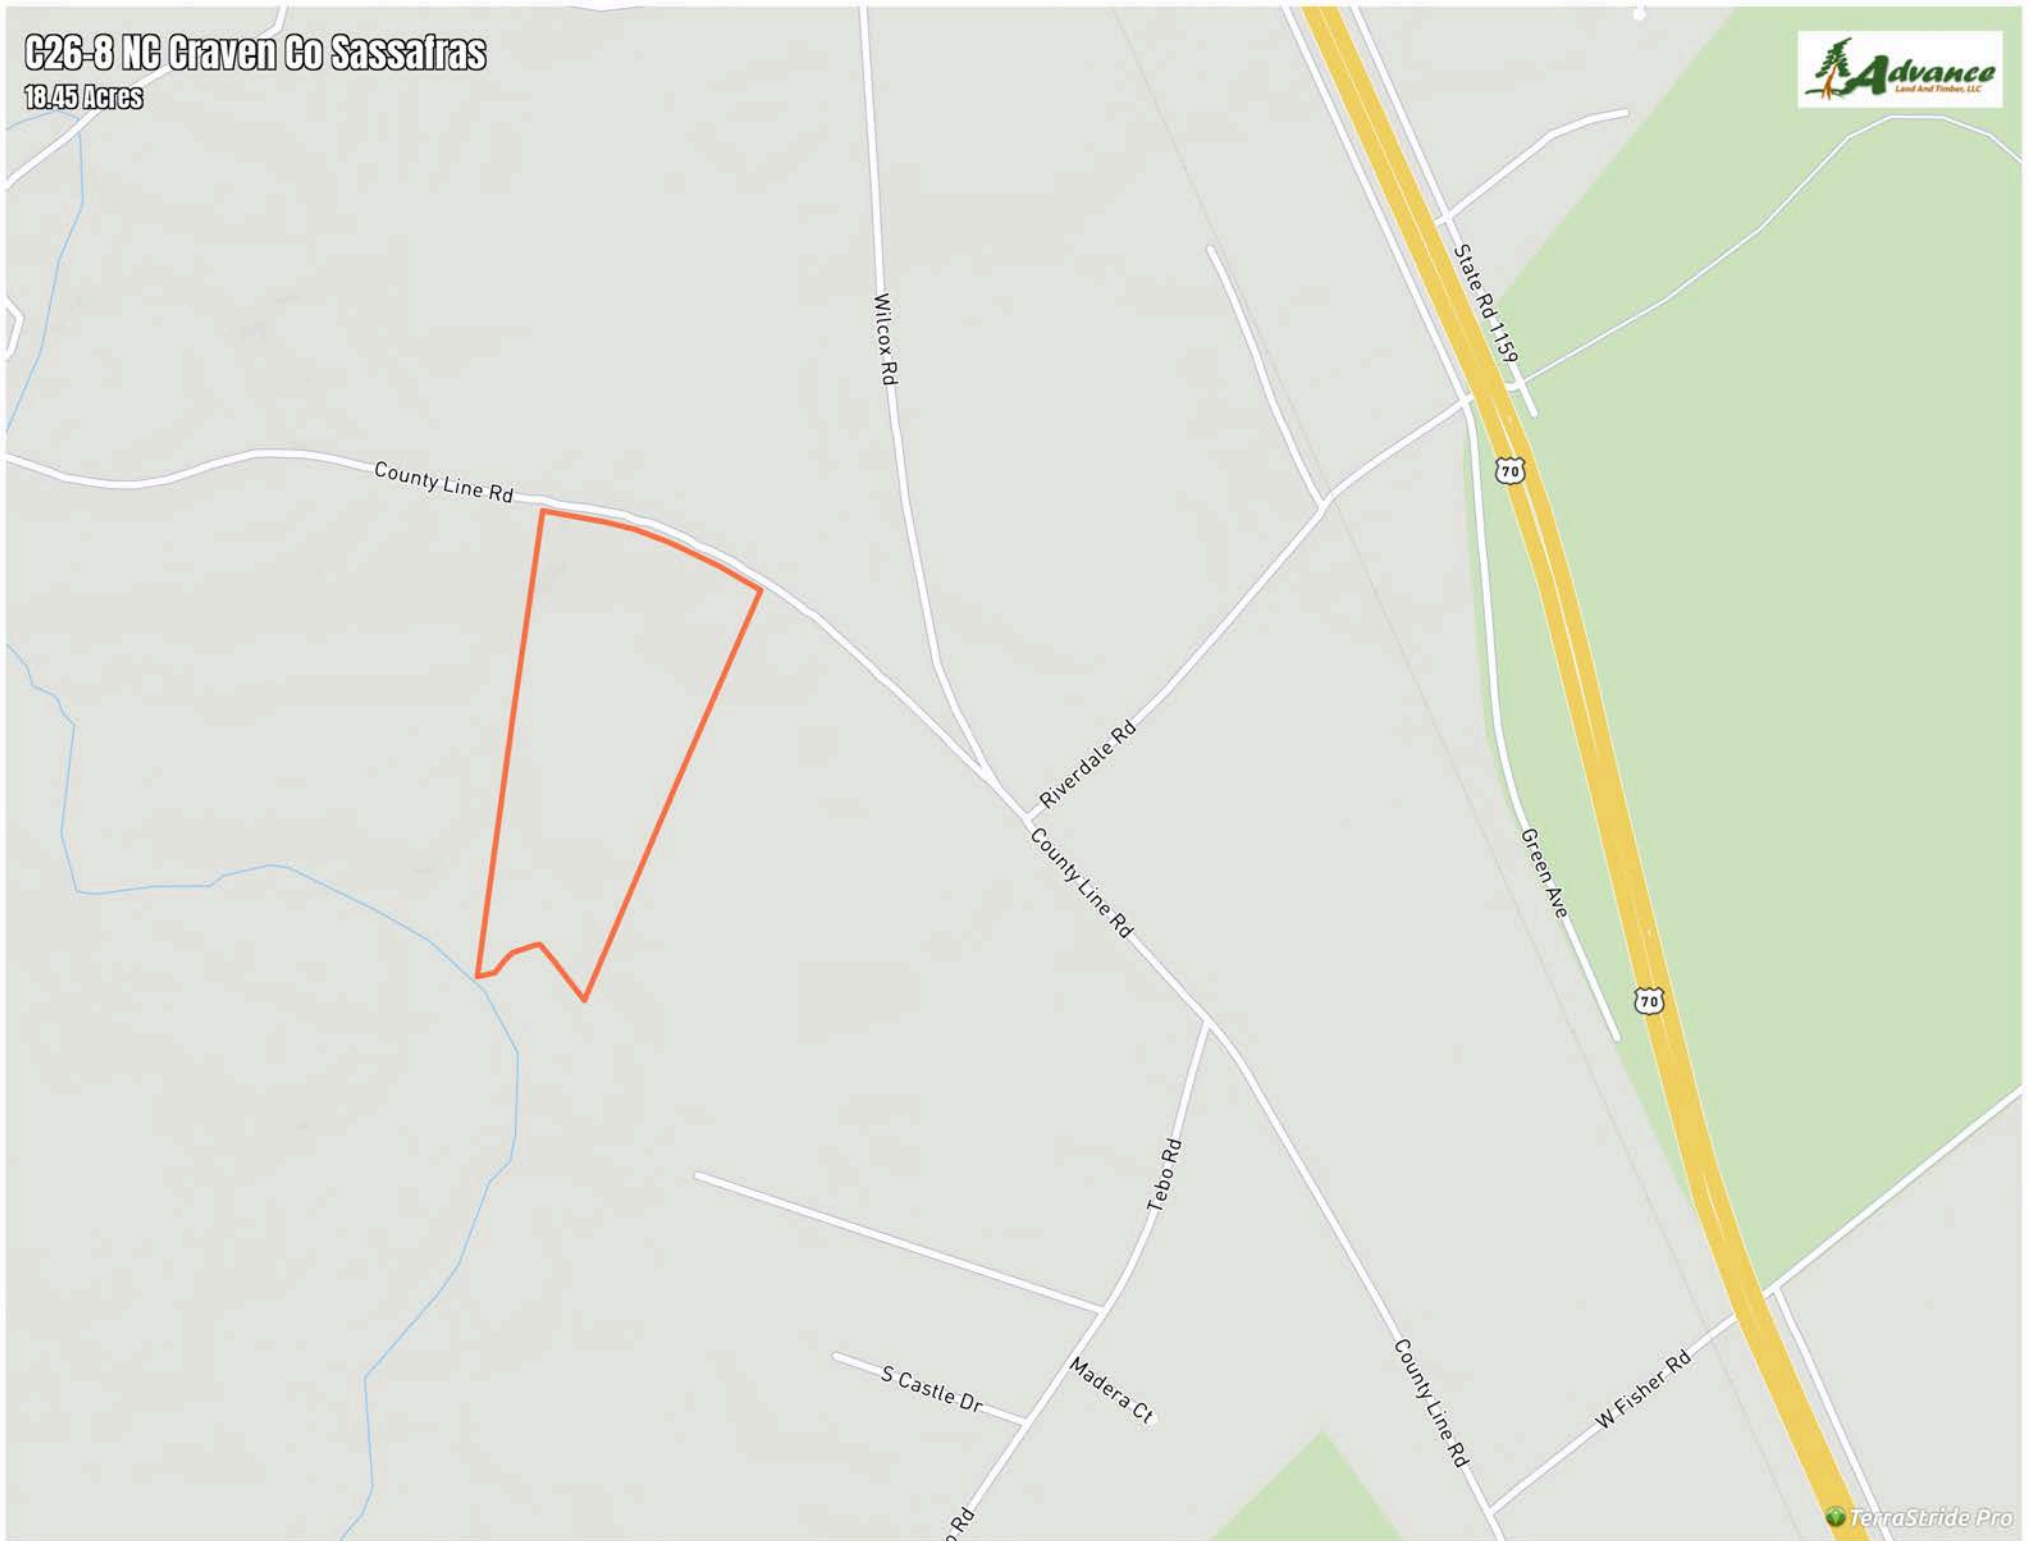 C26-8 NC Craven Co Sassafras
18.45 Acres
Advance
Land And Timber, LLC
State Rd 1159
Wilcox Rd
County Line Rd
70
Riverdale Rd
County Line Rd
Green Ave
70
Tebo Rd
S Castle Dr
Madera Ct
County Line Rd
W Fisher Rd
Rd
TerraStride Pro